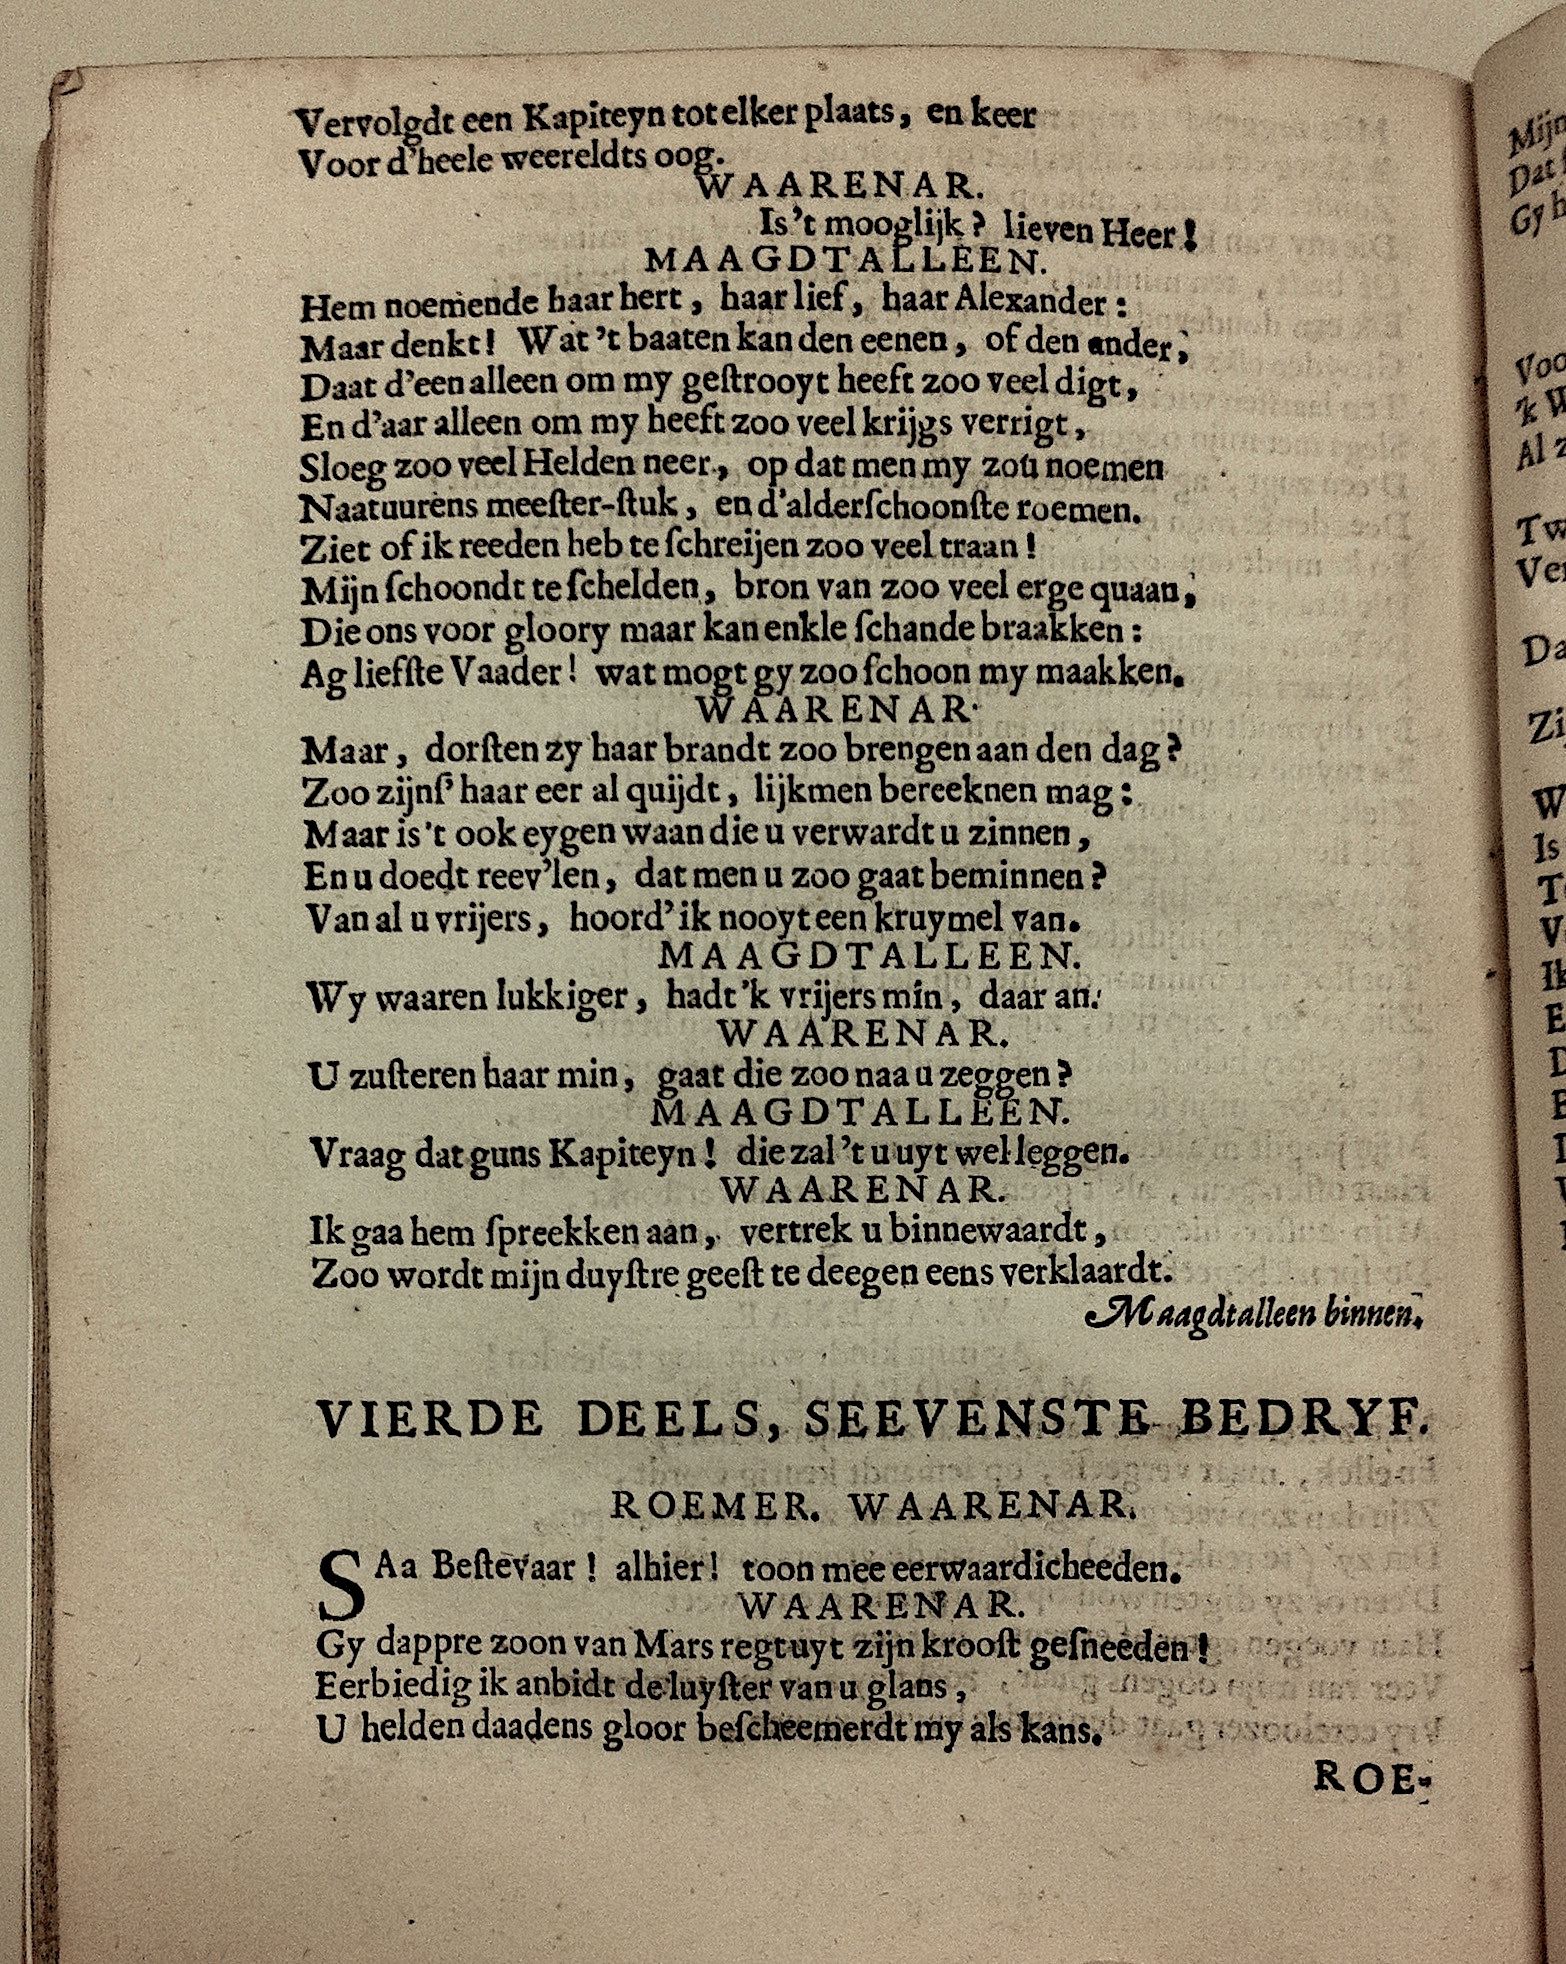 Vervolgdt een Kapiteyn tot elker plaats, en keer
Voor d'heele weereldts oog.
WAARENAR.
Is 't mooglijk? lieven Heer!
MAAGDTALLEEN.
Hem noemende haar hert, haar lief, haar Alexander:
Maar denkt! Wat 't baaten kan den eenen, of den ander,
Daat d'een alleen om my geſtrooyt heeft zoo veel digt,
En d'aar alleen om my heeft zoo veel krijgs verrigt,
Sloeg zoo veel Helden neer, op dat men my zou noemen
Naatuurens meeſter-ſtuk, en d'alderſchoonſte roemen.
Ziet of ik reeden heb te ſchreijen zoo veel traan!
Mijn ſchoondt te ſchelden, bron van zoo veel erge quaan,
Die ons voor gloory maar kan enkle ſchande braakken:
Ag liefſte Vaader! wat mogt gy zoo ſchoon my maakken.
WAARENAR.
Maar, dorſten zy haar brandt zoo brengen aan den dag?
Zoo zijnſ' haar eer al quijdt, lijkmen bereeknen mag:
Maar is 't ook eygen waan die u verwardt u zinnen,
En u doedt reev'len, dat men u zoo gaat beminnen?
Van al u vrijers, hoord' ik nooyt een kruymel van.
MAAGDTALLEEN.
Wy waaren lukkiger, hadt 'k vrijers min, daar an.
WAARENAR.
U zuſteren haar min, gaat die zoo naa u zeggen?
MAAGDTALLEEN.
Vraag dat guns Kapiteyn! die zal 't u uyt wel leggen.
WAARENAR.
Ik gaa hem ſpreekken aan, vertrek u binnewaardt,
Zoo wordt mijn duyſtre geeſt te deegen eens verklaardt.
Maagdtalleen binnen.
VIERDE DEELS, SEEVENSTE BEDRYF.
ROEMER. WAARENAR.
SAa Beſtevaar! alhier! toon mee eerwaardicheeden.
WAARENAR.
Gy dappre zoon van Mars regt uyt zijn krooſt geſneeden!
Eerbiedig ik anbidt de luyſter van u glans,
U helden daadens gloor beſcheemerdt my als kans.
ROE-
Mijn
Dat
Gy
Voo
'k W
Al
Tw
Ver
Da
Zi
W
Is